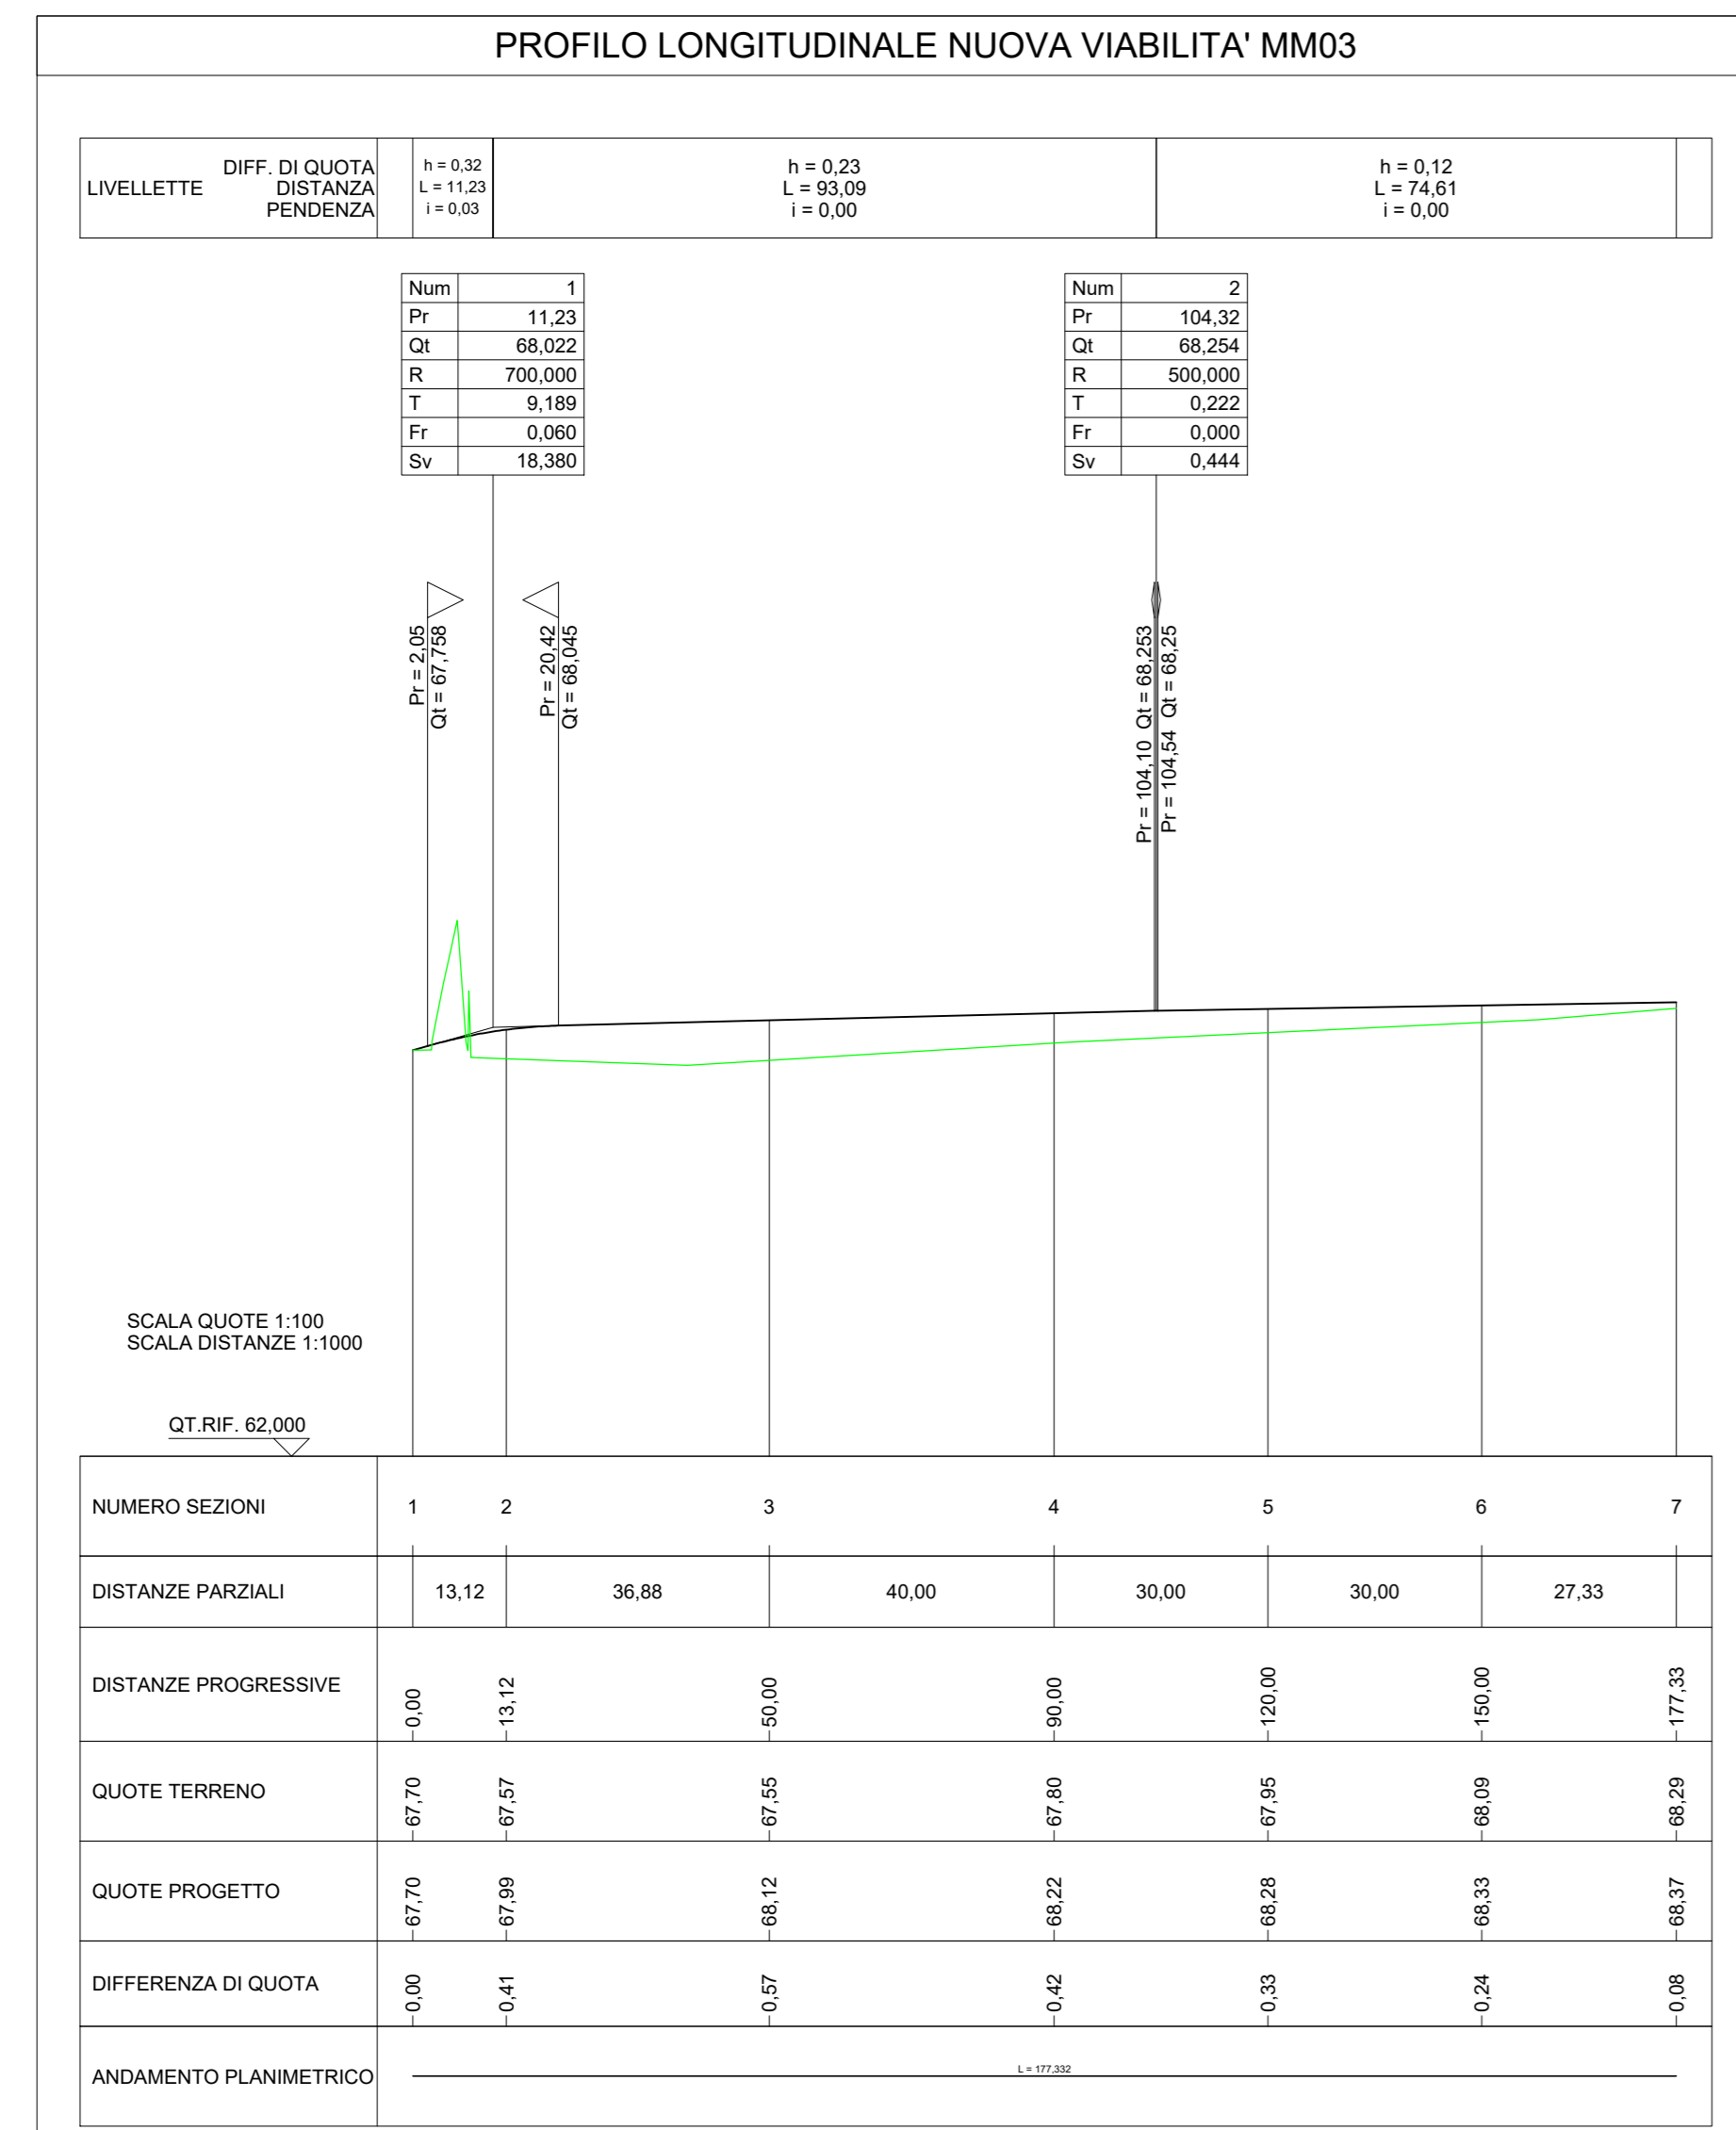 PROFILO LONGITUDINALE NUOVA VIABILITA' MM03
LIVELLETTE
DIFF. DI QUOTA
DISTANZA
PENDENZA
h = 0,32
L = 11,23
i = 0,03
h = 0,23
L = 93,09
i = 0,00
h = 0,12
L = 74,61
i = 0,00
Num 1
Pr 11,23
Qt 68,022
R 700,000
T 9,189
Fr 0,060
Sv 18,380
Num 2
Pr 104,32
Qt 68,254
R 500,000
T 0,222
Fr 0,000
Sv 0,444
Pr = 2,05
Qt = 67,758
Pr = 20,42
Qt = 68,045
Pr = 104,10 Qt = 68,253
Pr = 104,54 Qt = 68,25
SCALA QUOTE 1:100
SCALA DISTANZE 1:1000
QT.RIF. 62,000
NUMERO SEZIONI 1 2 3 4 5 6 7
DISTANZE PARZIALI 13,12 36,88 40,00 30,00 30,00 27,33
DISTANZE PROGRESSIVE 0,00 13,12 50,00 90,00 120,00 150,00 177,33
QUOTE TERRENO 67,70 67,57 67,55 67,80 67,95 68,09 68,29
QUOTE PROGETTO 67,70 67,99 68,12 68,22 68,28 68,33 68,37
DIFFERENZA DI QUOTA 0,00 0,41 0,57 0,42 0,33 0,24 0,08
ANDAMENTO PLANIMETRICO L = 177,332